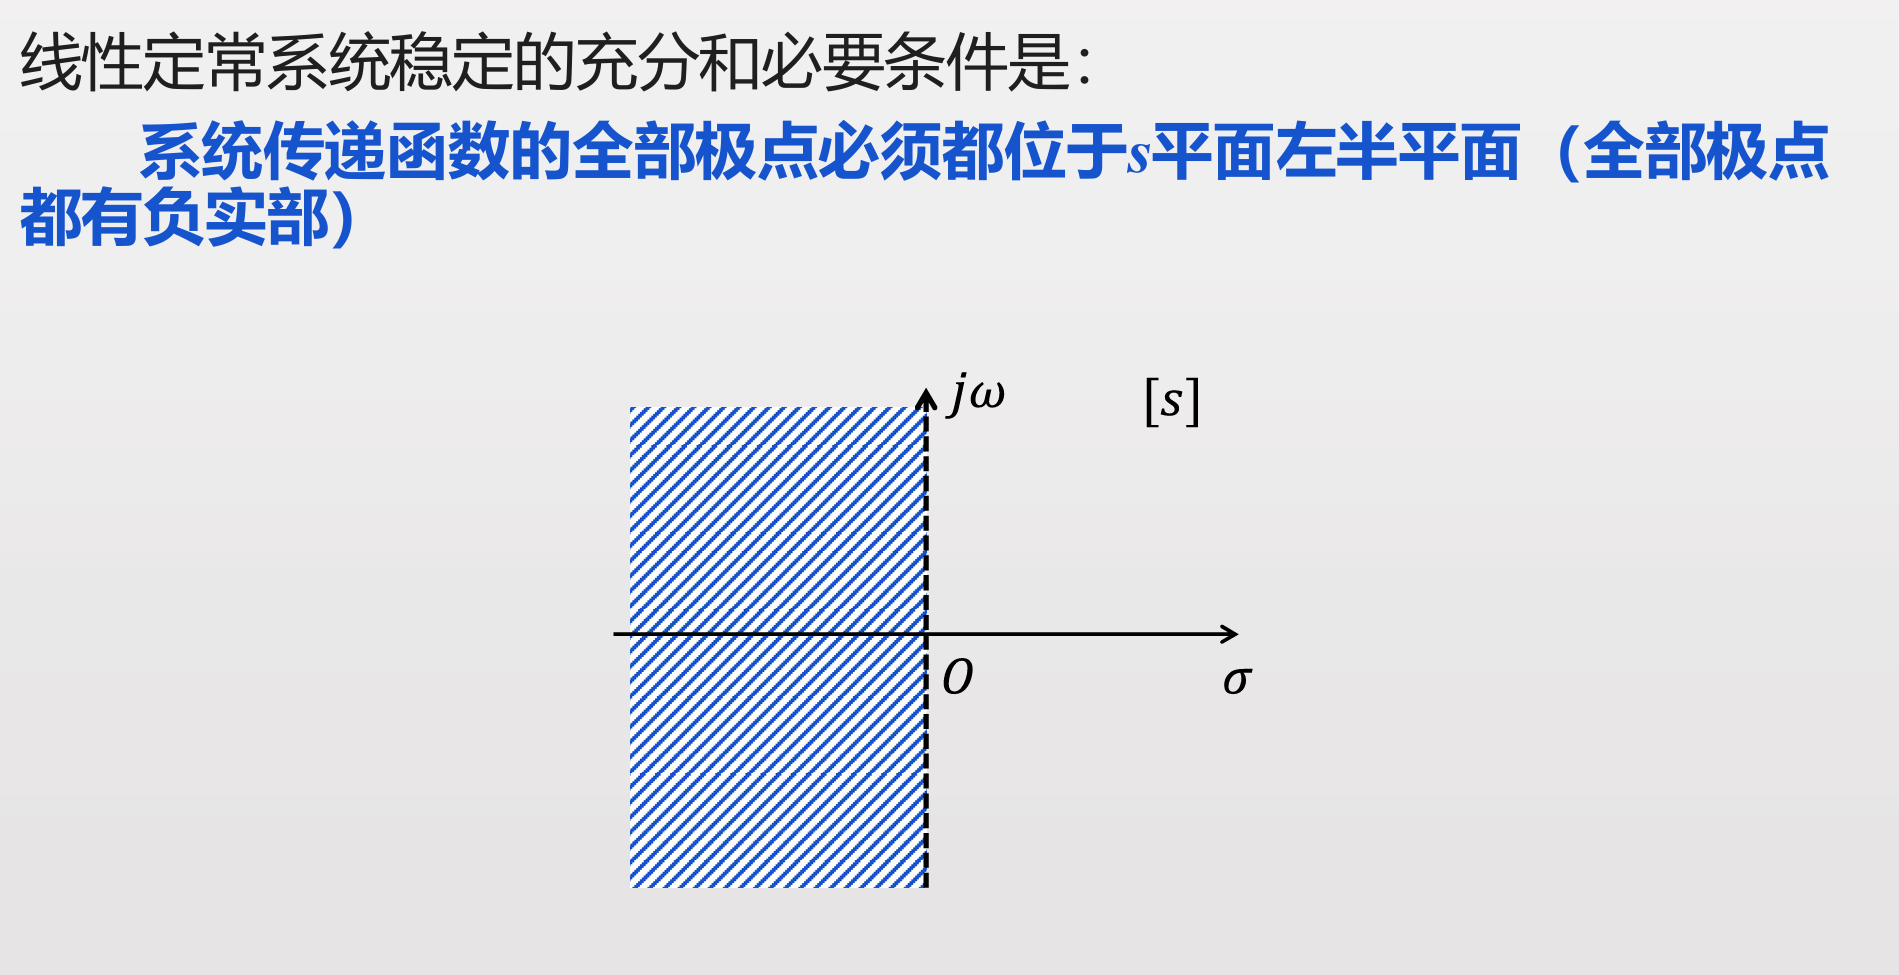 线性定常系统稳定的充分和必要条件是：
系统传递函数的全部极点必须都位于s平面左半平面（全部极点
都有负实部）
jω
[s]
O
σ